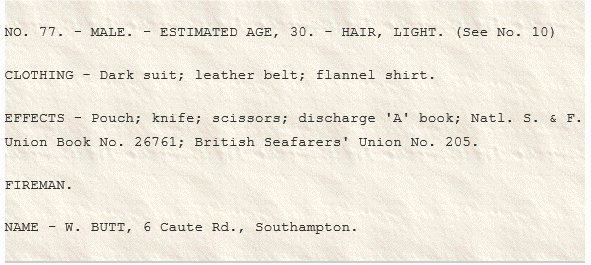 NO. 77. - MALE. - ESTIMATED AGE, 30. - HAIR, LIGHT. (See No. 10)
CLOTHING - Dark suit; leather belt; flannel shirt.
EFFECTS - Pouch; knife; scissors; discharge 'A' book; Natl. S. & F.
Union Book No. 26761; British Seafarers' Union No. 205.
FIREMAN.
NAME - W. BUTT, 6 Caute Rd., Southampton.